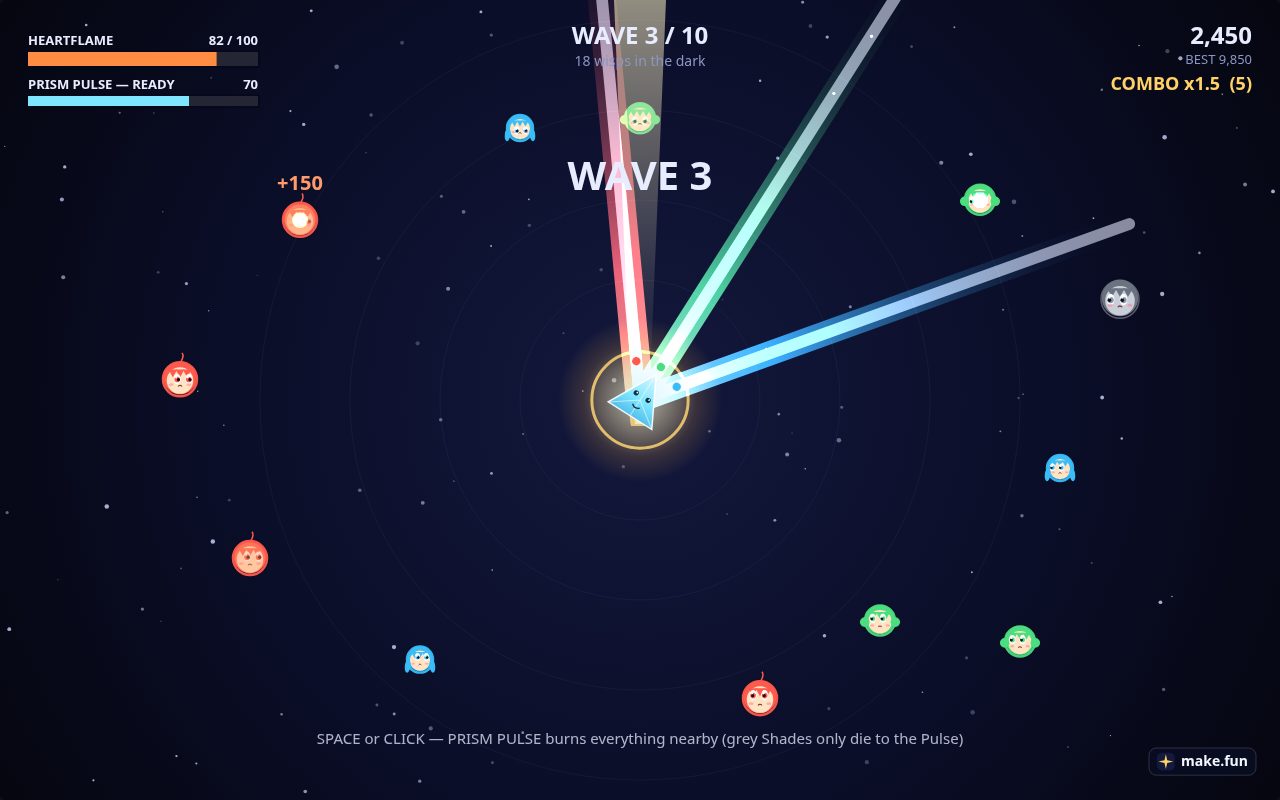 HEARTFLAME 82 / 100
PRISM PULSE — READY 70
WAVE 3 / 10
18 wisps in the dark
2,450
BEST 9,850
COMBO x1.5 (5)
+150
WAVE 3
SPACE or CLICK — PRISM PULSE burns everything nearby (grey Shades only die to the Pulse)
make.fun